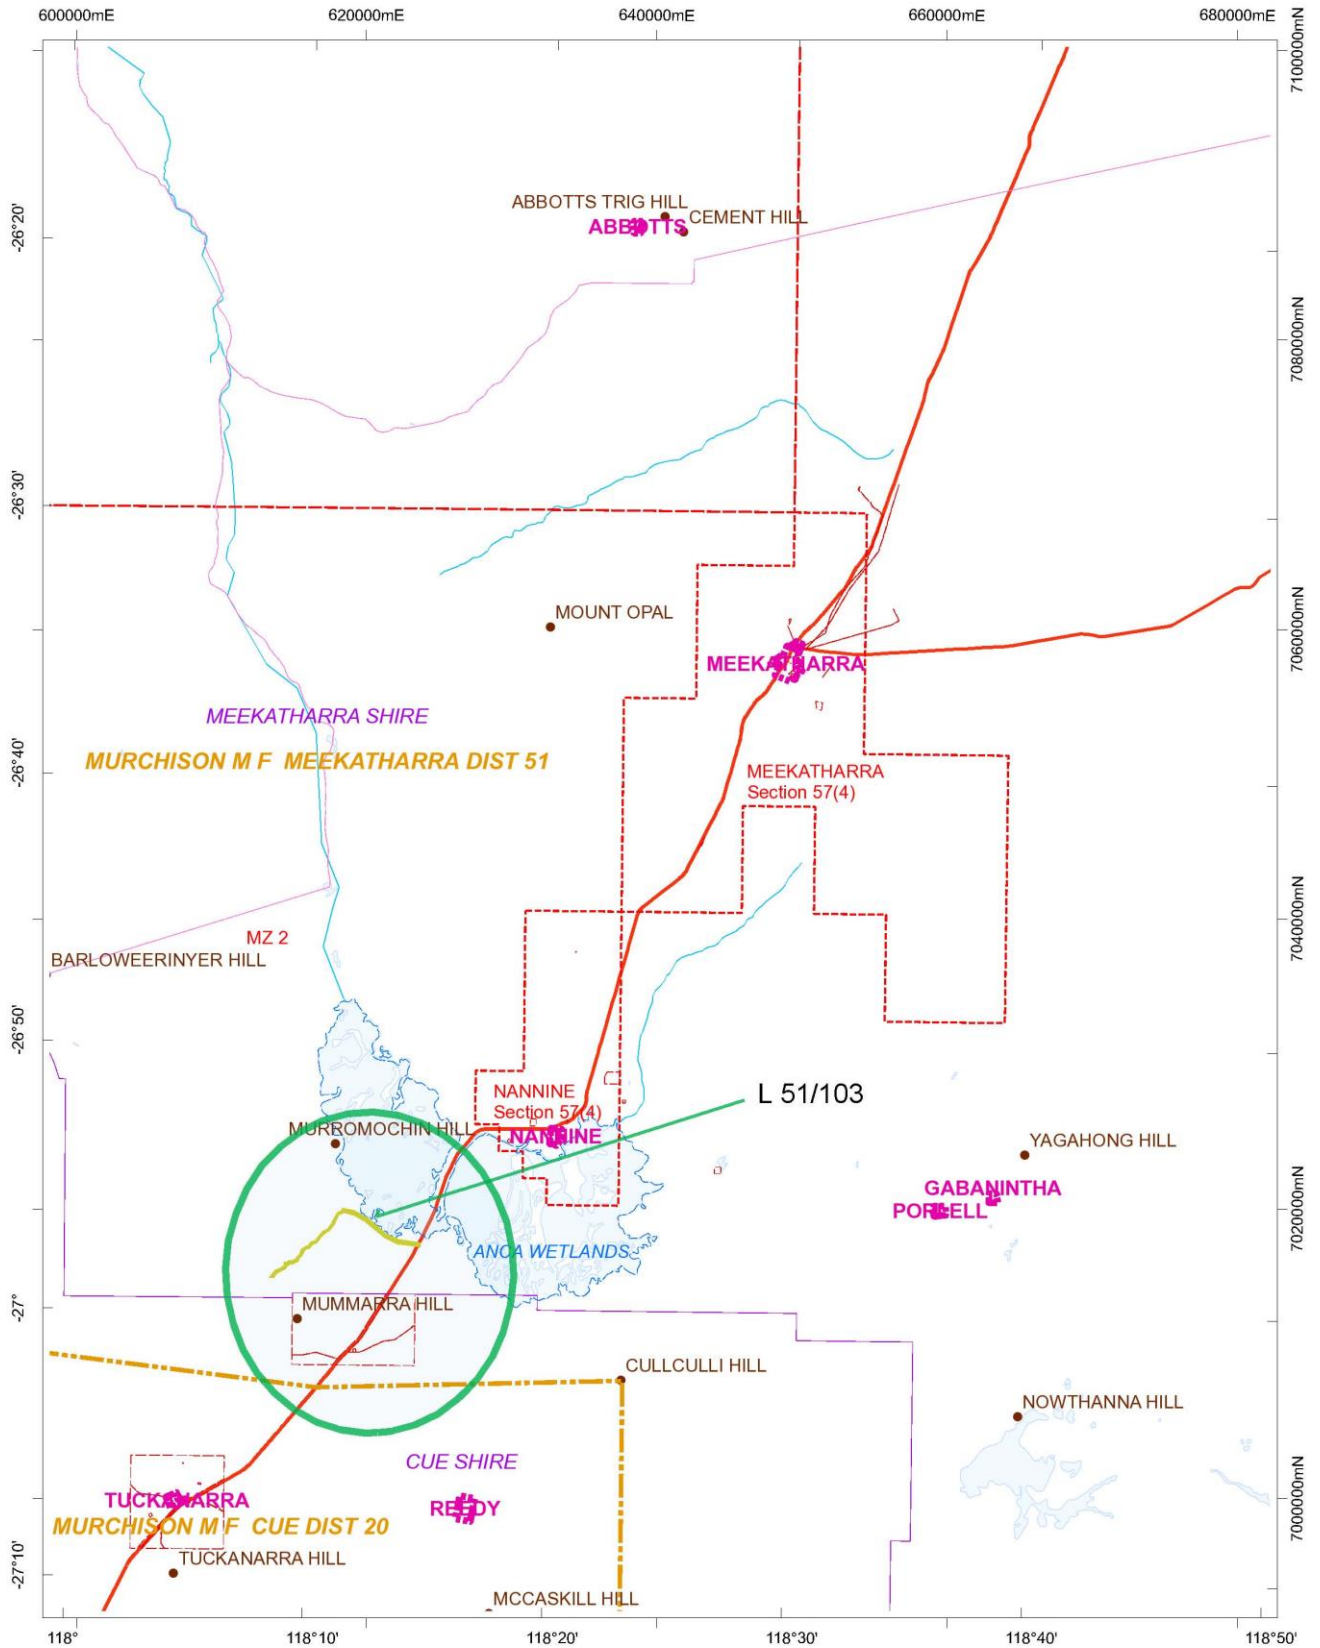 600000mE 620000mE 640000mE 660000mE 680000mE
7100000mN
ABBOTTS TRIG HILL
CEMENT HILL
ABBOTTS
-26°20'
7080000mN
-26°30'
MOUNT OPAL
7060000mN
MEEKATHARRA
MEEKATHARRA SHIRE
MURCHISON M F MEEKATHARRA DIST 51
-26°40'
MEEKATHARRA
Section 57(4)
7040000mN
MZ 2
BARLOWEERINYER HILL
-26°50'
NANNINE
Section 57(4)
L 51/103
MURROMOCHIN HILL
NANNINE
YAGAHONG HILL
GABANINTHA
PORLELL
7020000mN
ANCA WETLANDS
-27°
MUMMARRA HILL
CULLCULLI HILL
NOWTHANNA HILL
CUE SHIRE
7000000mN
TUCKANARRA
REEDY
MURCHISON M F CUE DIST 20
-27°10'
TUCKANARRA HILL
MCCASKILL HILL
118° 118°10' 118°20' 118°30' 118°40' 118°50'